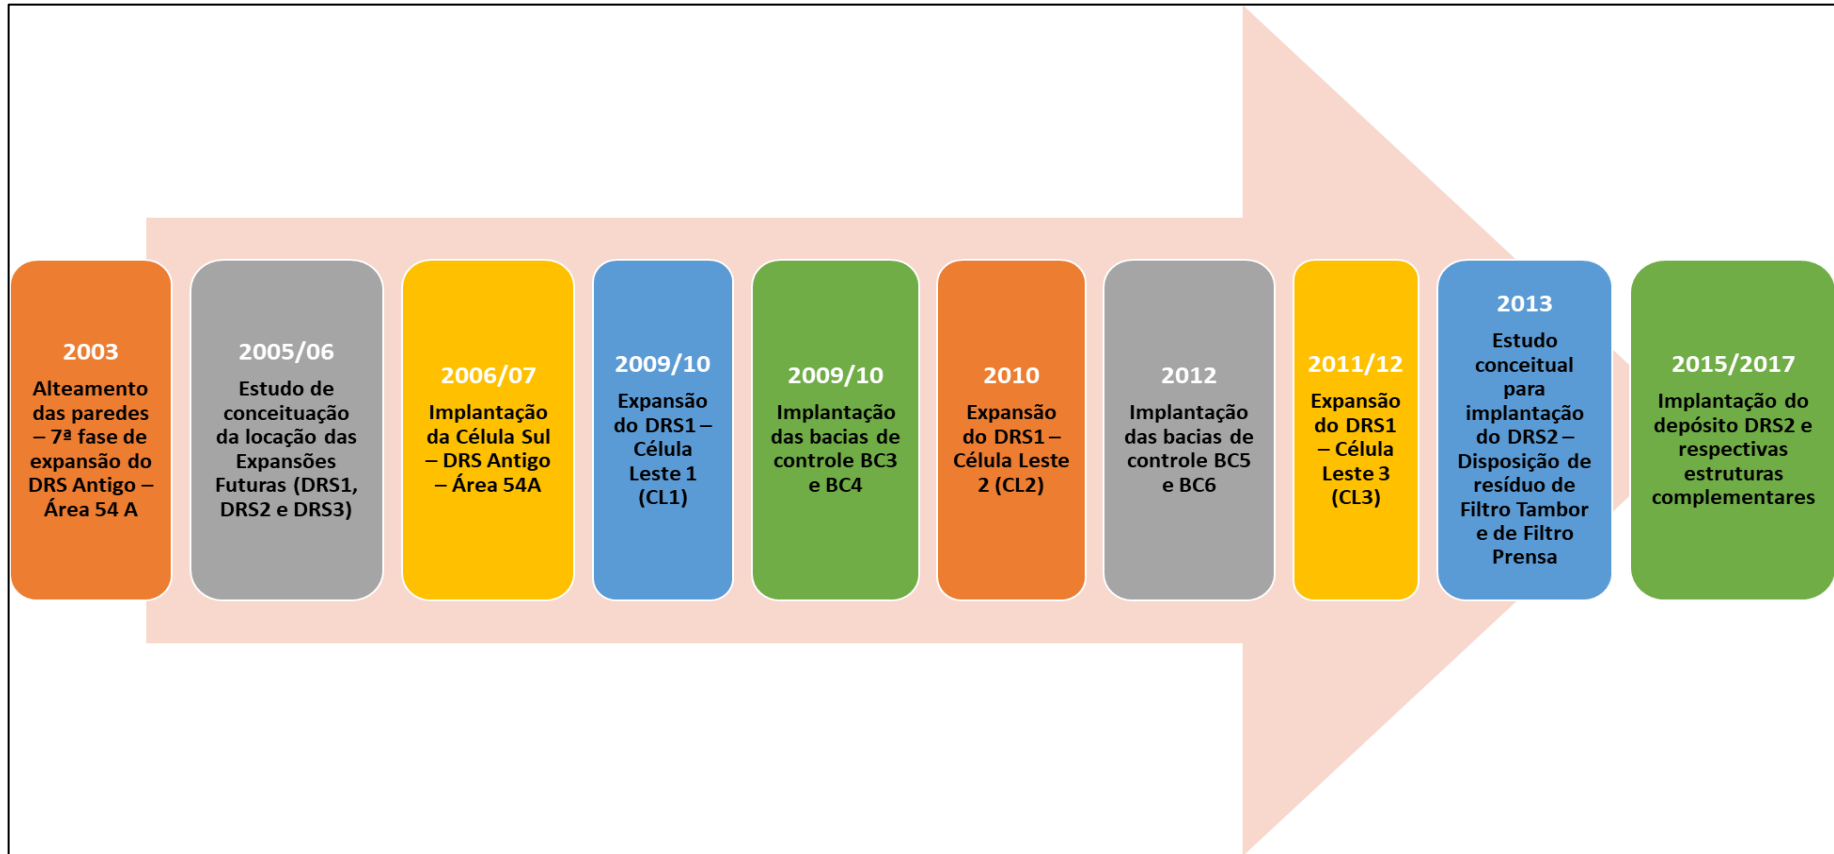 2003
Alteamento
das paredes
– 7ª fase de
expansão do
DRS Antigo –
Área 54 A
2005/06
Estudo de
conceituação
da locação das
Expansões
Futuras (DRS1,
DRS2 e DRS3)
2006/07
Implantação
da Célula Sul
– DRS Antigo
– Área 54A
2009/10
Expansão
do DRS1 –
Célula
Leste 1
(CL1)
2009/10
Implantação
das bacias de
controle BC3
e BC4
2010
Expansão
do DRS1 –
Célula Leste
2 (CL2)
2012
Implantação
das bacias de
controle BC5
e BC6
2011/12
Expansão
do DRS1
– Célula
Leste 3
(CL3)
2013
Estudo
conceitual
para
implantação
do DRS2 –
Disposição de
resíduo de
Filtro Tambor
e de Filtro
Prensa
2015/2017
Implantação do
depósito DRS2 e
respectivas
estruturas
complementares